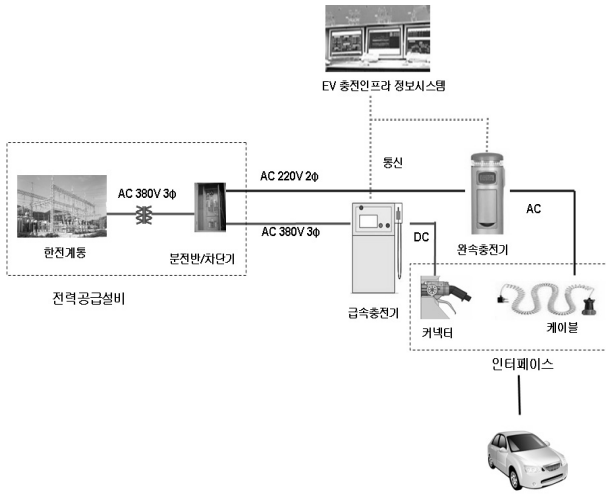 EV 충전인프라 정보시스템
통신
AC 220V 2φ
AC 380V 3φ
AC 380V 3φ
AC
DC
한전계통
분전반/차단기
완속충전기
전력공급설비
급속충전기
커넥터
케이블
인터페이스